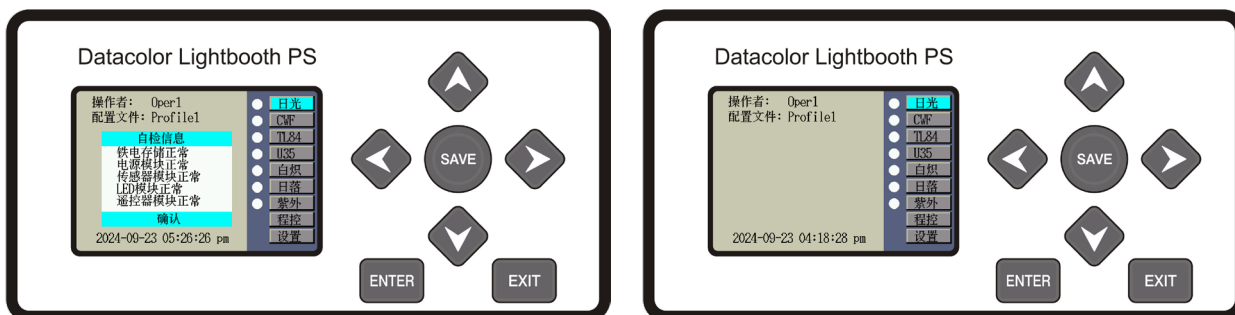 Datacolor Lightbooth PS
操作者: Oper1
配置文件: Profile1
自检信息
铁电存储正常
电源模块正常
传感器模块正常
LED模块正常
遥控器模块正常
确认
2024-09-23 05:26:26 pm
日光
CWF
TL84
U35
白炽
日落
紫外
程控
设置
SAVE
ENTER
EXIT
Datacolor Lightbooth PS
操作者: Oper1
配置文件: Profile1
2024-09-23 04:18:28 pm
日光
CWF
TL84
U35
白炽
日落
紫外
程控
设置
SAVE
ENTER
EXIT